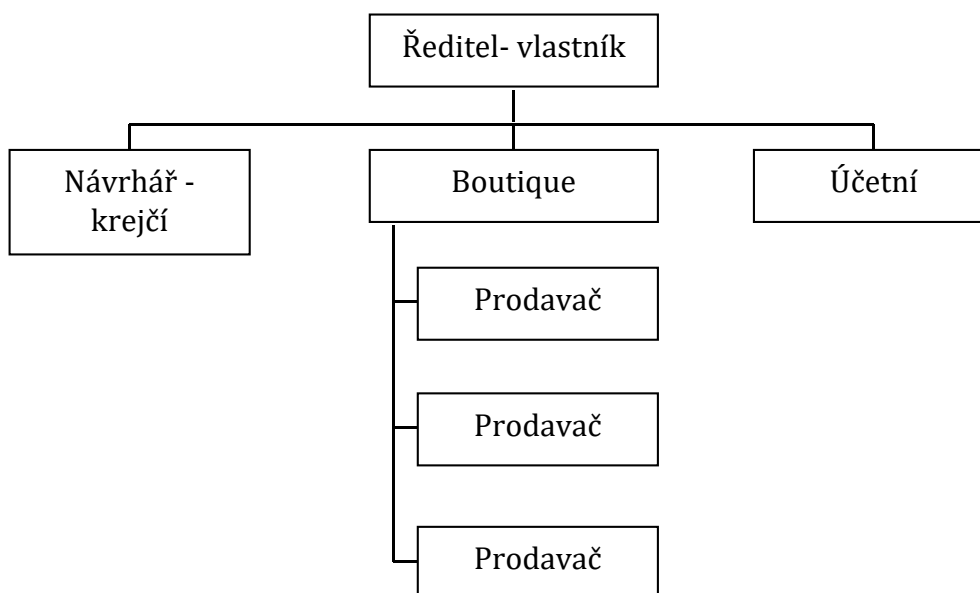 Ředitel- vlastník
Návrhář -
krejčí
Boutique
Účetní
Prodavač
Prodavač
Prodavač